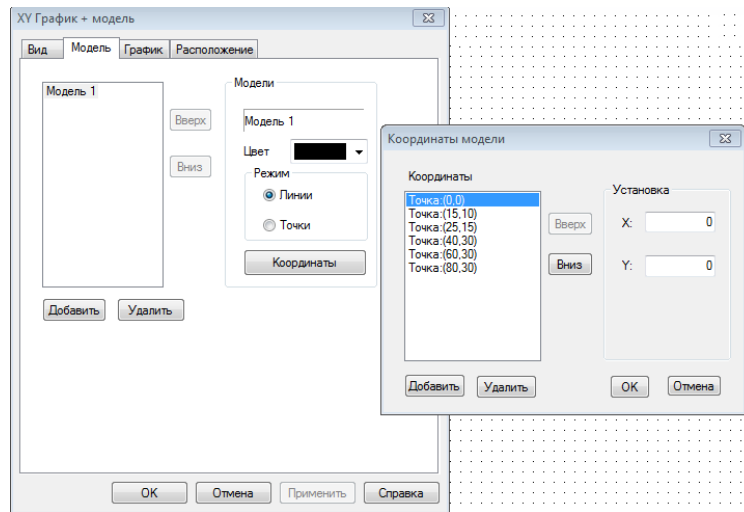 XY График + модель
Вид Модель График Расположение
Модель 1
Вверх
Вниз
Добавить Удалить
Модели
Модель 1
Цвет
Режим
Линии
Точки
Координаты
OK Отмена Применить Справка
Координаты модели
Координаты
Точка:(0,0)
Точка:(15,10)
Точка:(25,15)
Точка:(40,30)
Точка:(60,30)
Точка:(80,30)
Вверх
Вниз
Установка
X: 0
Y: 0
Добавить Удалить
OK Отмена